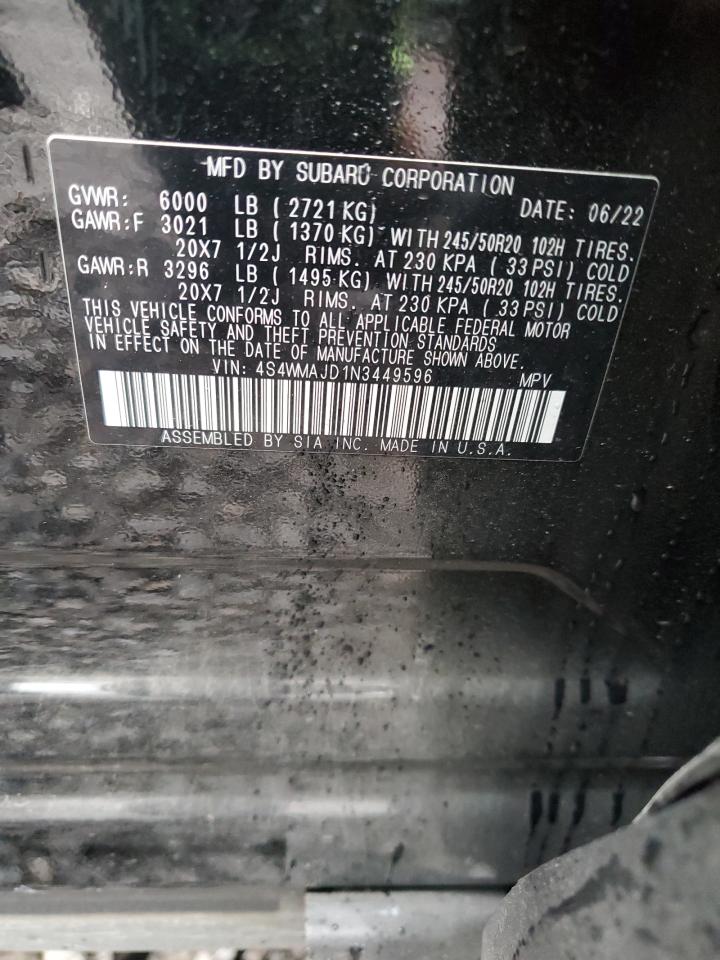 MFD BY SUBARU CORPORATION
GVWR: 6000 LB ( 2721 KG) DATE: 06/22
GAWR:F 3021 LB ( 1370 KG) WITH 245/50R20 102H TIRES.
20X7 1/2J RIMS. AT 230 KPA ( 33 PSI) COLD
GAWR:R 3296 LB ( 1495 KG) WITH 245/50R20 102H TIRES.
20X7 1/2J RIMS. AT 230 KPA ( 33 PSI) COLD
THIS VEHICLE CONFORMS TO ALL APPLICABLE FEDERAL MOTOR
VEHICLE SAFETY AND THEFT PREVENTION STANDARDS
IN EFFECT ON THE DATE OF MANUFACTURE SHOWN ABOVE.
VIN: 4S4WMAJD1N3449596 MPV
ASSEMBLED BY SIA INC. MADE IN U.S.A.